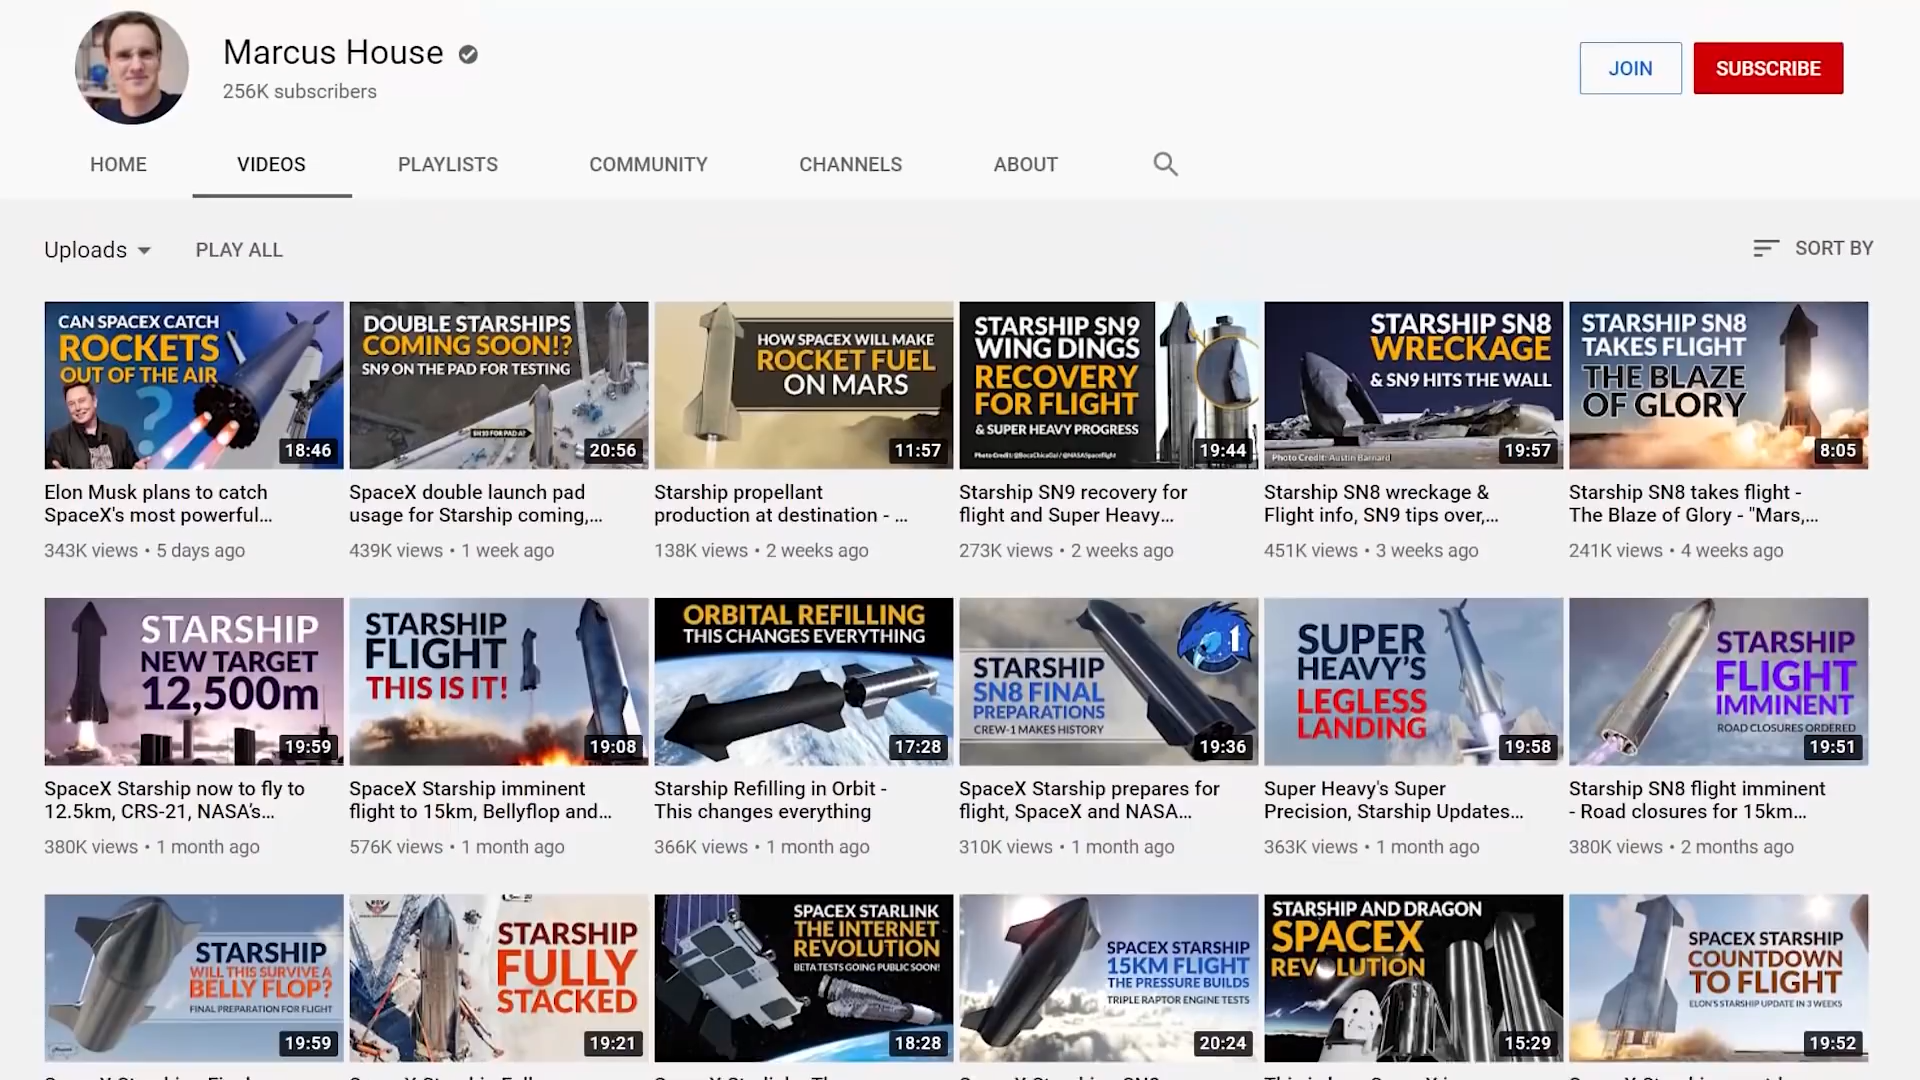 Marcus House
256K subscribers
JOIN
SUBSCRIBE
HOME
VIDEOS
PLAYLISTS
COMMUNITY
CHANNELS
ABOUT
Uploads
PLAY ALL
SORT BY
CAN SPACEX CATCH
ROCKETS
OUT OF THE AIR
?
18:46
DOUBLE STARSHIPS
COMING SOON!?
SN9 ON THE PAD FOR TESTING
SN10 FOR PAD A?
20:56
HOW SPACEX WILL MAKE
ROCKET FUEL
ON MARS
11:57
STARSHIP SN9
WING DINGS
RECOVERY
FOR FLIGHT
& SUPER HEAVY PROGRESS
Photo Credit: @BocaChicaGal / @NASASpaceflight
19:44
STARSHIP SN8
WRECKAGE
& SN9 HITS THE WALL
Photo Credit: Austin Barnard
19:57
STARSHIP SN8
TAKES FLIGHT
THE BLAZE
OF GLORY
8:05
Elon Musk plans to catch
SpaceX's most powerful...
343K views • 5 days ago
SpaceX double launch pad
usage for Starship coming,...
439K views • 1 week ago
Starship propellant
production at destination - ...
138K views • 2 weeks ago
Starship SN9 recovery for
flight and Super Heavy...
273K views • 2 weeks ago
Starship SN8 wreckage &
Flight info, SN9 tips over,...
451K views • 3 weeks ago
Starship SN8 takes flight -
The Blaze of Glory - "Mars,...
241K views • 4 weeks ago
STARSHIP
NEW TARGET
12,500m
19:59
STARSHIP
FLIGHT
THIS IS IT!
19:08
ORBITAL REFILLING
THIS CHANGES EVERYTHING
17:28
STARSHIP
SN8 FINAL
PREPARATIONS
CREW-1 MAKES HISTORY
1
19:36
SUPER
HEAVY'S
LEGLESS
LANDING
19:58
STARSHIP
FLIGHT
IMMINENT
ROAD CLOSURES ORDERED
19:51
SpaceX Starship now to fly to
12.5km, CRS-21, NASA's...
380K views • 1 month ago
SpaceX Starship imminent
flight to 15km, Bellyflop and...
576K views • 1 month ago
Starship Refilling in Orbit -
This changes everything
366K views • 1 month ago
SpaceX Starship prepares for
flight, SpaceX and NASA...
310K views • 1 month ago
Super Heavy's Super
Precision, Starship Updates...
363K views • 1 month ago
Starship SN8 flight imminent
- Road closures for 15km...
380K views • 2 months ago
STARSHIP
WILL THIS SURVIVE A
BELLY FLOP?
FINAL PREPARATION FOR FLIGHT
19:59
STARSHIP
FULLY
STACKED
19:21
SPACEX STARLINK
THE INTERNET
REVOLUTION
BETA TESTS GOING PUBLIC SOON!
18:28
SPACEX STARSHIP
15KM FLIGHT
THE PRESSURE BUILDS
TRIPLE RAPTOR ENGINE TESTS
20:24
STARSHIP AND DRAGON
SPACEX
REVOLUTION
15:29
SPACEX STARSHIP
COUNTDOWN
TO FLIGHT
ELON'S STARSHIP UPDATE IN 3 WEEKS
19:52